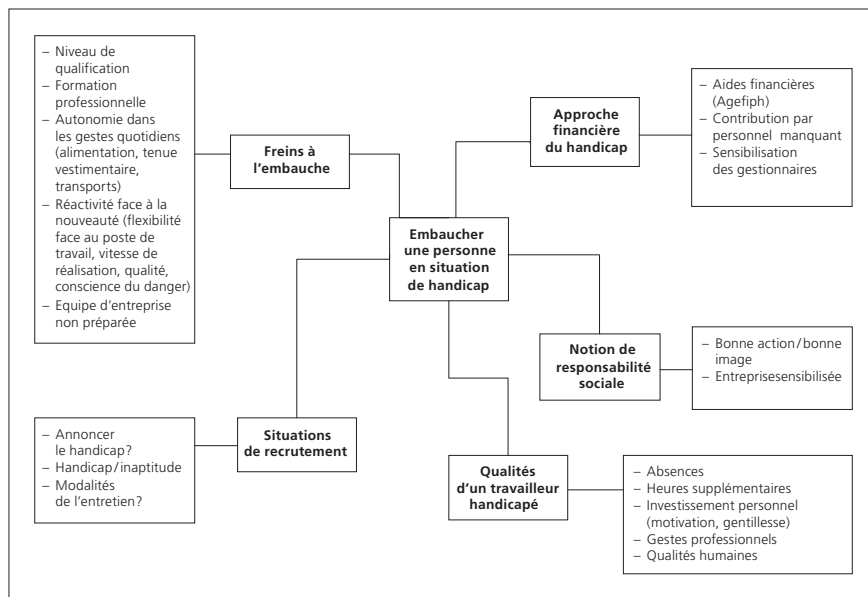 – Niveau de
qualification
– Formation
professionnelle
– Autonomie dans
les gestes quotidiens
(alimentation, tenue
vestimentaire,
transports)
– Réactivité face à la
nouveauté (flexibilité
face au poste de
travail, vitesse de
réalisation, qualité,
conscience du danger)
– Equipe d’entreprise
non préparée
Freins à
l’embauche
Approche
financière
du handicap
– Aides financières
(Agefiph)
– Contribution par
personnel manquant
– Sensibilisation
des gestionnaires
Embaucher
une personne
en situation
de handicap
Notion de
responsabilité
sociale
– Bonne action/bonne
image
– Entreprisesensibilisée
– Annoncer
le handicap?
– Handicap/inaptitude
– Modalités
de l’entretien?
Situations
de recrutement
Qualités
d’un travailleur
handicapé
– Absences
– Heures supplémentaires
– Investissement personnel
(motivation, gentillesse)
– Gestes professionnels
– Qualités humaines